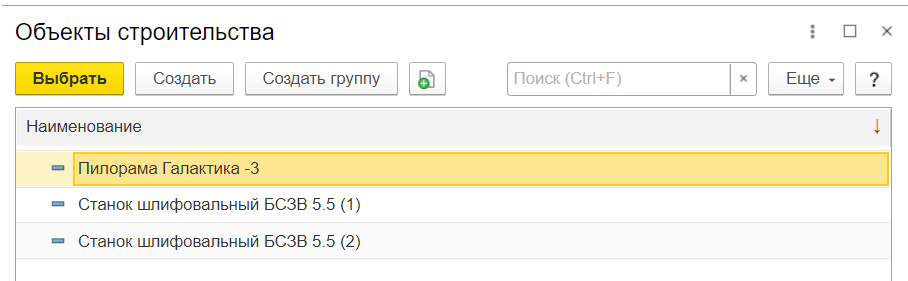 Объекты строительства
Выбрать Создать Создать группу Поиск (Ctrl+F) × Еще ?
Наименование ↓
Пилорама Галактика -3
Станок шлифовальный БСЗВ 5.5 (1)
Станок шлифовальный БСЗВ 5.5 (2)